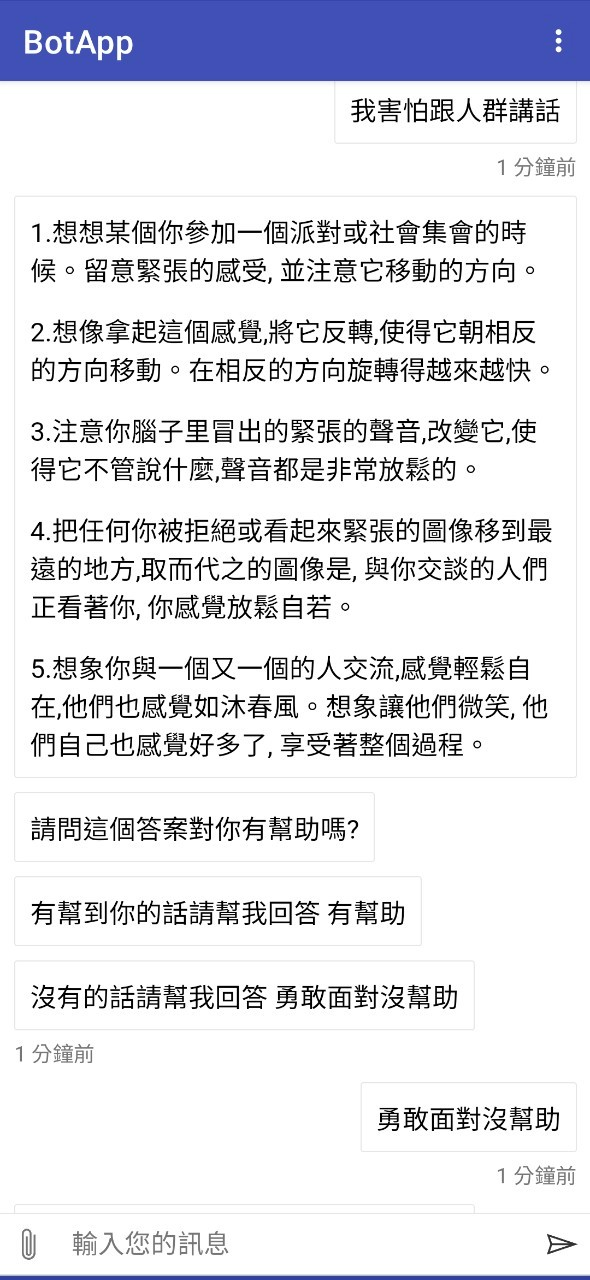 BotApp
我害怕跟人群講話
1 分鐘前
1.想想某個你參加一個派對或社會集會的時
候。留意緊張的感受, 並注意它移動的方向。
2.想像拿起這個感覺,將它反轉,使得它朝相反
的方向移動。在相反的方向旋轉得越來越快。
3.注意你腦子里冒出的緊張的聲音,改變它,使
得它不管說什麼,聲音都是非常放鬆的。
4.把任何你被拒絕或看起來緊張的圖像移到最
遠的地方,取而代之的圖像是, 與你交談的人們
正看著你, 你感覺放鬆自若。
5.想象你與一個又一個的人交流,感覺輕鬆自
在,他們也感覺如沐春風。想象讓他們微笑, 他
們自己也感覺好多了, 享受著整個過程。
請問這個答案對你有幫助嗎?
有幫到你的話請幫我回答 有幫助
沒有的話請幫我回答 勇敢面對沒幫助
1 分鐘前
勇敢面對沒幫助
1 分鐘前
輸入您的訊息